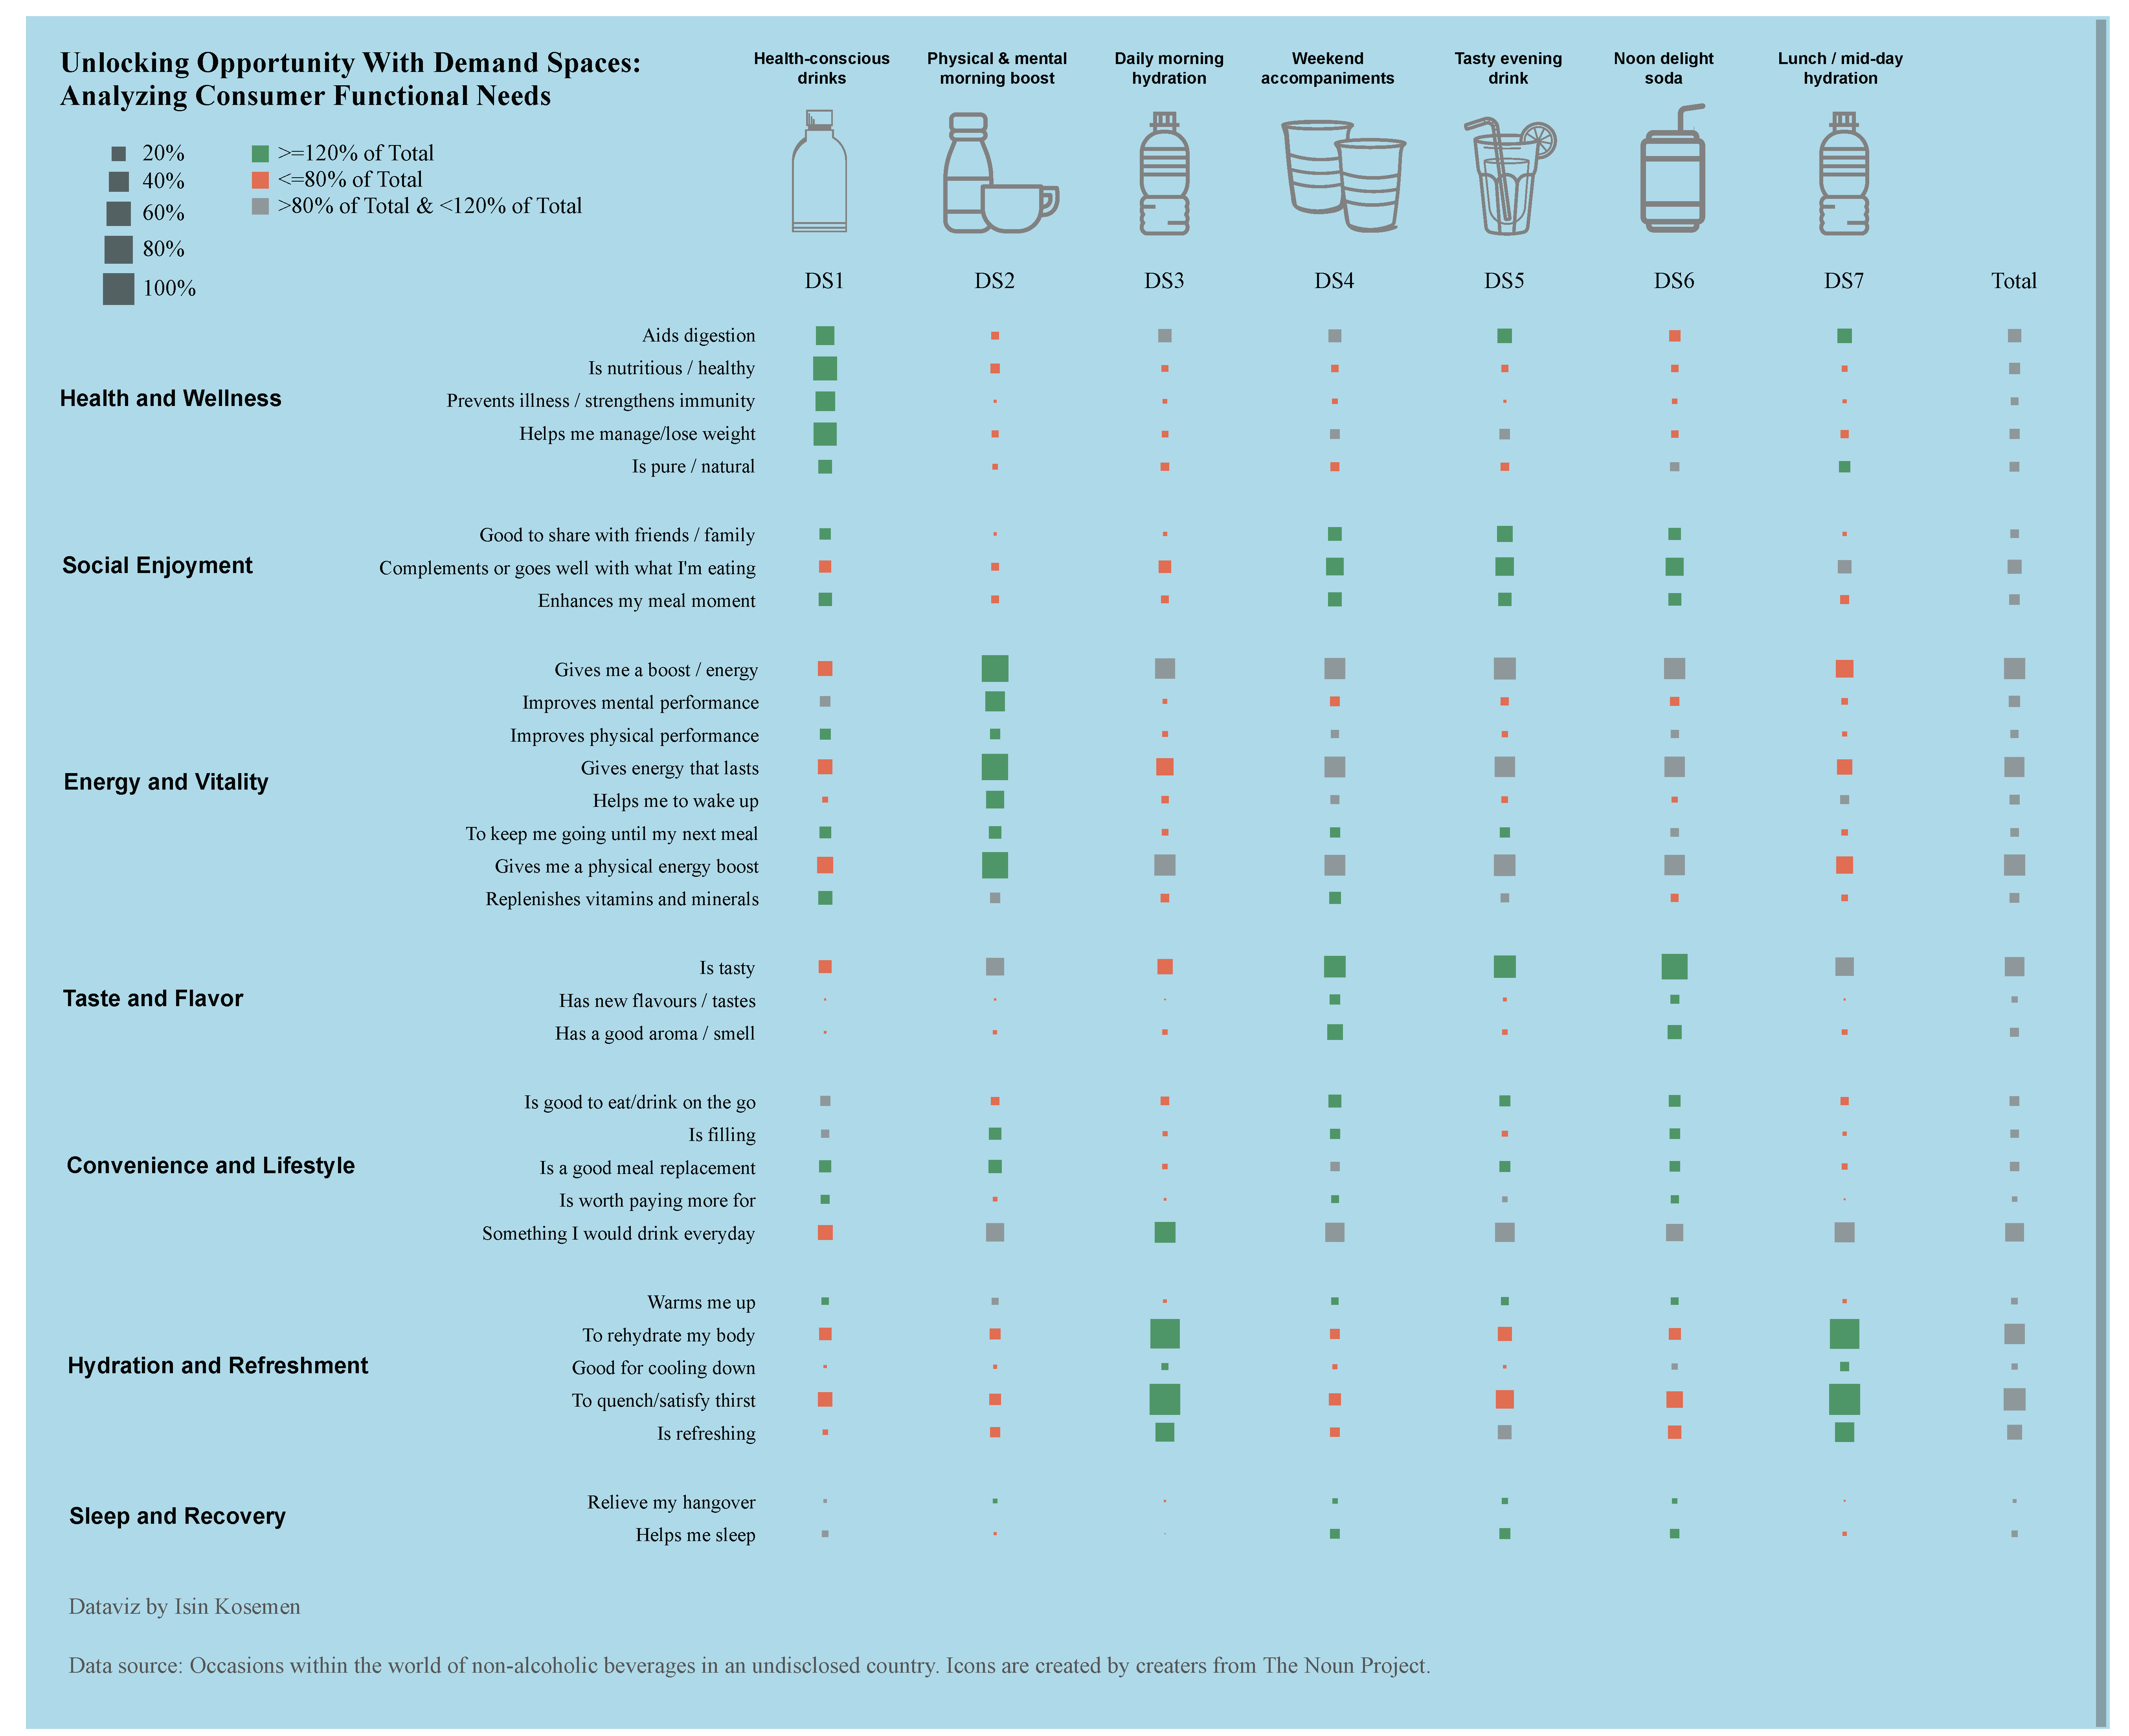 Unlocking Opportunity With Demand Spaces:
Analyzing Consumer Functional Needs
20%
40%
60%
80%
100%
>=120% of Total
<=80% of Total
>80% of Total & <120% of Total
Health-conscious
drinks
Physical & mental
morning boost
Daily morning
hydration
Weekend
accompaniments
Tasty evening
drink
Noon delight
soda
Lunch / mid-day
hydration
DS1
DS2
DS3
DS4
DS5
DS6
DS7
Total
Health and Wellness
Aids digestion
Is nutritious / healthy
Prevents illness / strengthens immunity
Helps me manage/lose weight
Is pure / natural
Social Enjoyment
Good to share with friends / family
Complements or goes well with what I'm eating
Enhances my meal moment
Energy and Vitality
Gives me a boost / energy
Improves mental performance
Improves physical performance
Gives energy that lasts
Helps me to wake up
To keep me going until my next meal
Gives me a physical energy boost
Replenishes vitamins and minerals
Taste and Flavor
Is tasty
Has new flavours / tastes
Has a good aroma / smell
Convenience and Lifestyle
Is good to eat/drink on the go
Is filling
Is a good meal replacement
Is worth paying more for
Something I would drink everyday
Hydration and Refreshment
Warms me up
To rehydrate my body
Good for cooling down
To quench/satisfy thirst
Is refreshing
Sleep and Recovery
Relieve my hangover
Helps me sleep
Dataviz by Isin Kosemen
Data source: Occasions within the world of non-alcoholic beverages in an undisclosed country. Icons are created by creaters from The Noun Project.